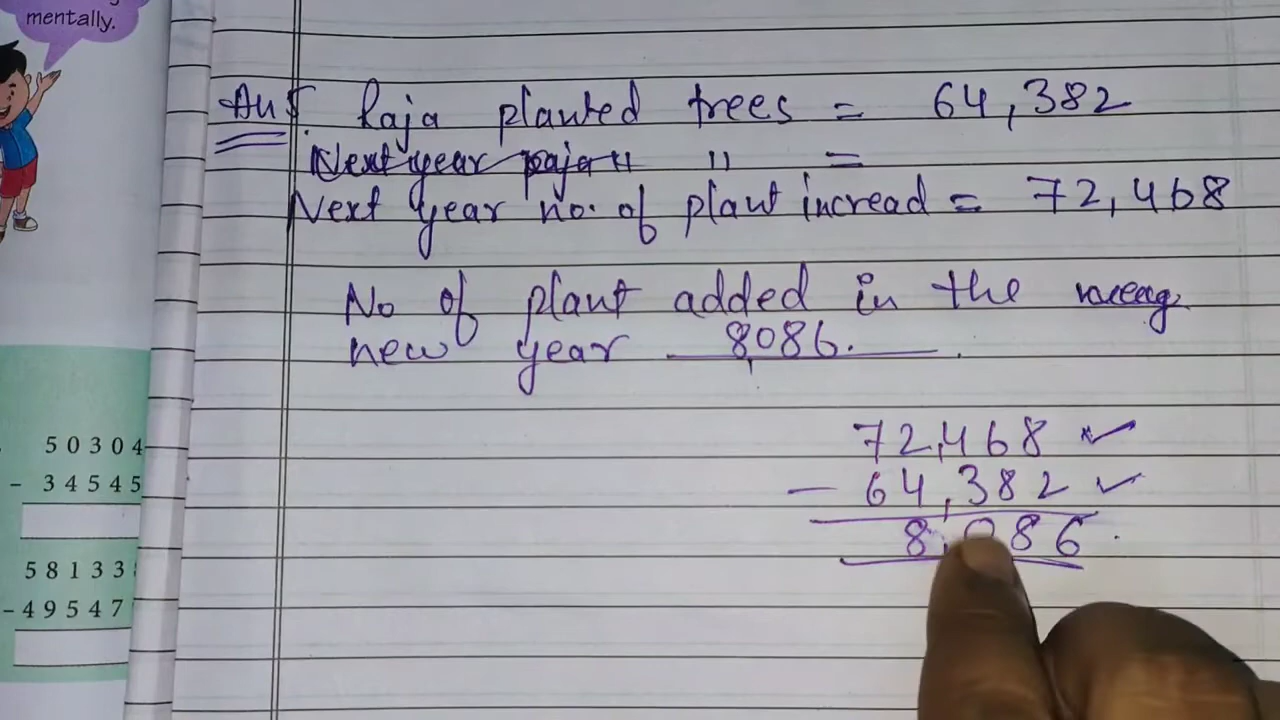 mentally.
Ans. Raja planted trees = 64,382
Next year raja " " =
Next year no. of plant incread = 72,468
No of plant added in the
new year 8086.
72,468
- 64,382
8,086
50304
- 34545
58133
- 49547